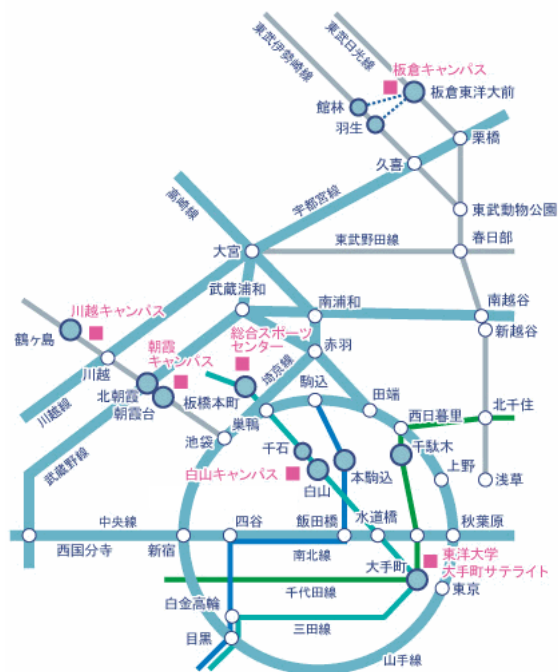 東武伊勢崎線
東武日光線
板倉キャンパス
板倉東洋大前
館林
羽生
栗橋
久喜
宇都宮線
高崎線
東武動物公園
大宮
東武野田線
春日部
武蔵浦和
南浦和
南越谷
新越谷
川越キャンパス
鶴ヶ島
総合スポーツ
センター
朝霞
キャンパス
赤羽
川越
埼京線
北朝霞
朝霞台
板橋本町
駒込
田端
川越線
巣鴨
西日暮里
北千住
武蔵野線
池袋
千石
千駄木
白山キャンパス
白山
本駒込
上野
浅草
中央線
四谷
飯田橋
水道橋
秋葉原
西国分寺
新宿
南北線
東洋大学
大手町サテライト
大手町
千代田線
東京
白金高輪
三田線
目黒
山手線